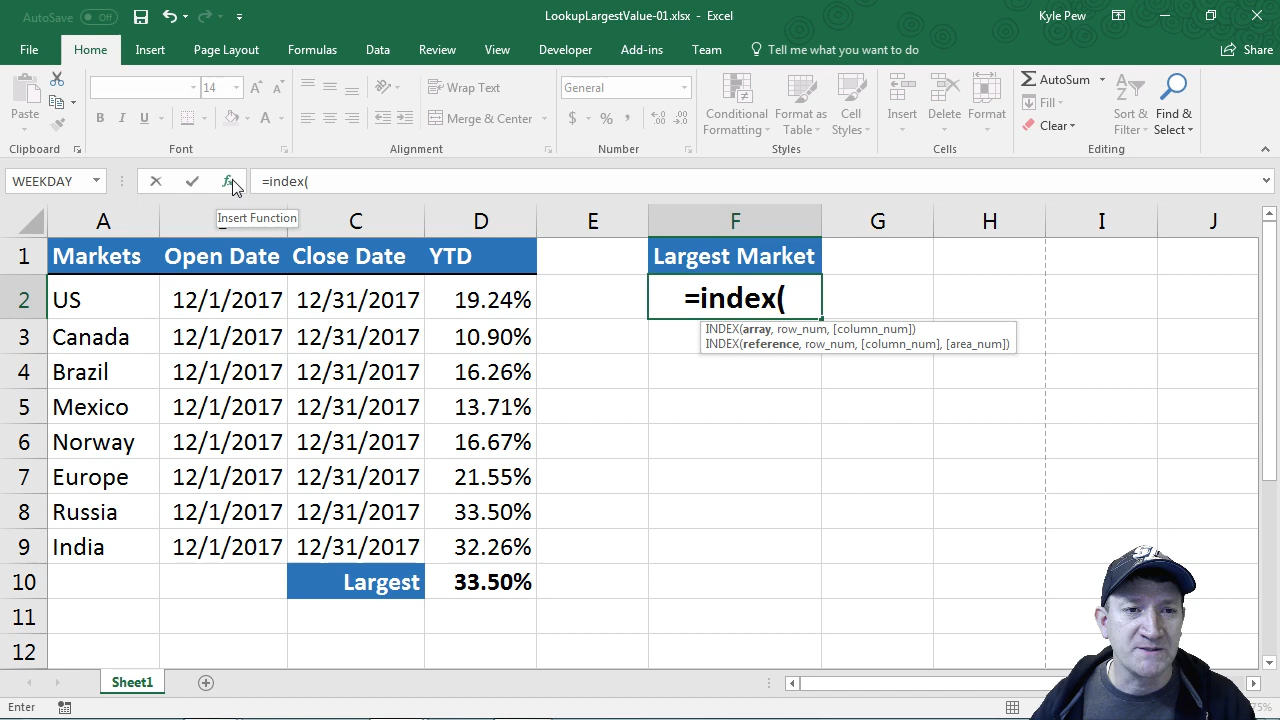 AutoSave Off LookupLargestValue-01.xlsx - Excel Kyle Pew
File Home Insert Page Layout Formulas Data Review View Developer Add-ins Team Tell me what you want to do Share
Paste
Clipboard
14
B I U A
Font
Wrap Text
Merge & Center
Alignment
General
$ % ,
Number
Conditional Formatting
Format as Table
Cell Styles
Styles
Insert
Delete
Format
Cells
AutoSum
Fill
Clear
Sort & Filter
Find & Select
Editing
WEEKDAY fx =index(
Insert Function
A C D E F G H I J
1 Markets Open Date Close Date YTD Largest Market
2 US 12/1/2017 12/31/2017 19.24% =index(
INDEX(array, row_num, [column_num])
INDEX(reference, row_num, [column_num], [area_num])
3 Canada 12/1/2017 12/31/2017 10.90%
4 Brazil 12/1/2017 12/31/2017 16.26%
5 Mexico 12/1/2017 12/31/2017 13.71%
6 Norway 12/1/2017 12/31/2017 16.67%
7 Europe 12/1/2017 12/31/2017 21.55%
8 Russia 12/1/2017 12/31/2017 33.50%
9 India 12/1/2017 12/31/2017 32.26%
10 Largest 33.50%
11
12
Sheet1
Enter